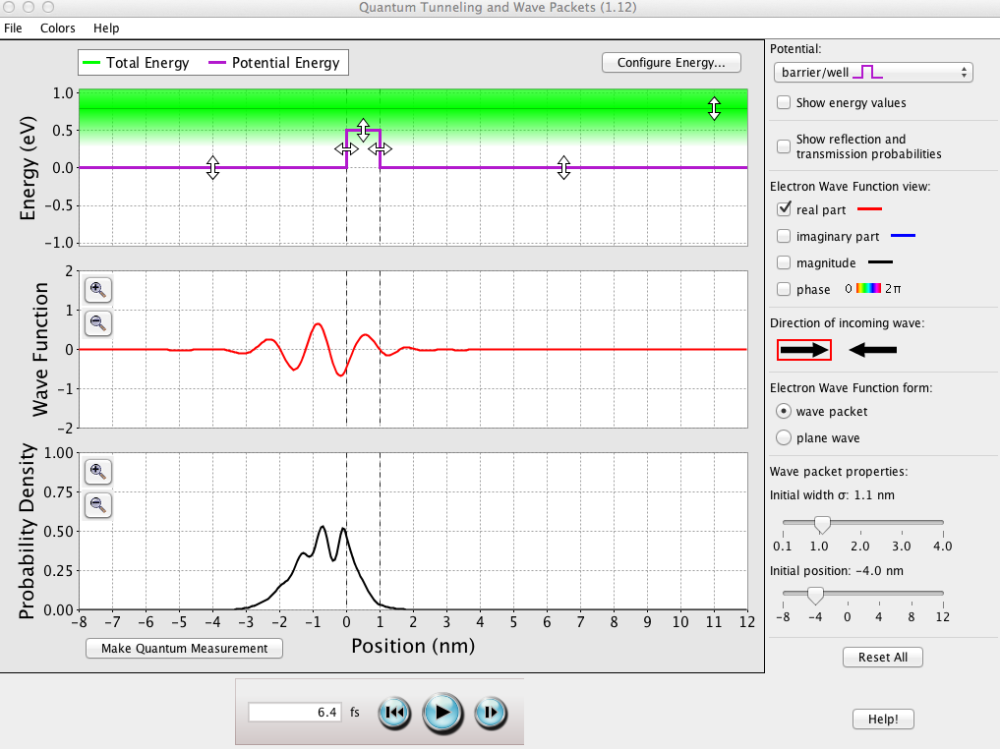 Quantum Tunneling and Wave Packets (1.12)
File Colors Help
Total Energy Potential Energy
Configure Energy...
Energy (eV)
1.0
0.5
0.0
-0.5
-1.0
Wave Function
2
1
0
-1
-2
Probability Density
1.00
0.75
0.50
0.25
0.00
-8 -7 -6 -5 -4 -3 -2 -1 0 1 2 3 4 5 6 7 8 9 10 11 12
Make Quantum Measurement
Position (nm)
6.4 fs
Potential:
barrier/well
Show energy values
Show reflection and
transmission probabilities
Electron Wave Function view:
real part
imaginary part
magnitude
phase 0 2π
Direction of incoming wave:
Electron Wave Function form:
wave packet
plane wave
Wave packet properties:
Initial width σ: 1.1 nm
0.1 1.0 2.0 3.0 4.0
Initial position: -4.0 nm
-8 -4 0 4 8 12
Reset All
Help!